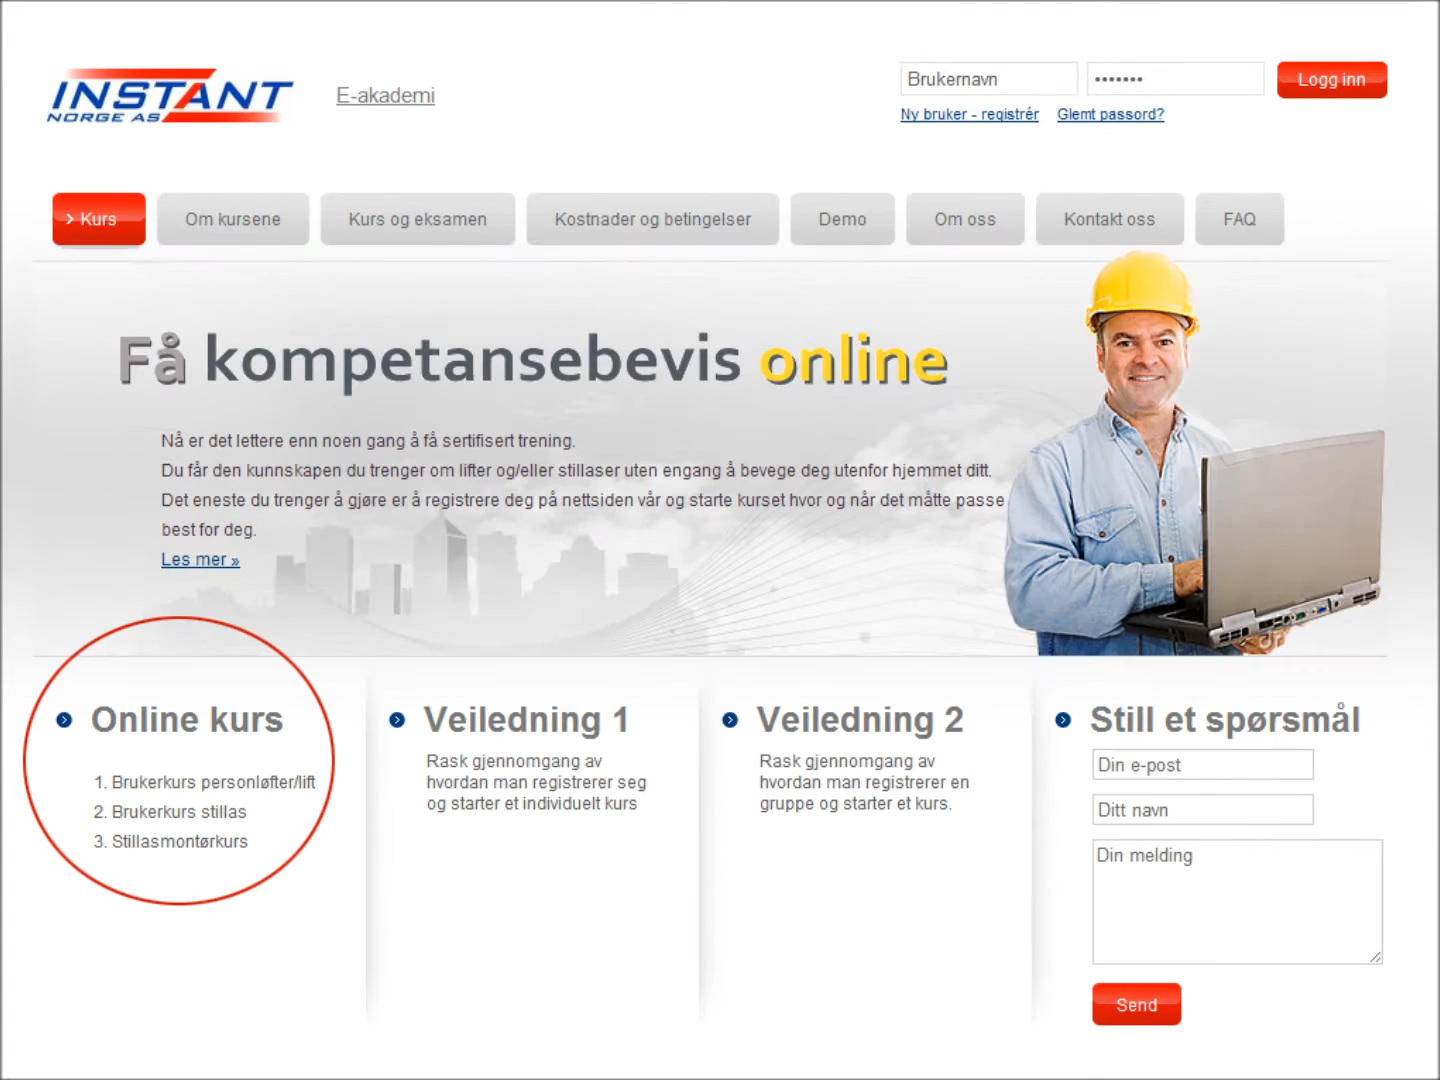 INSTANT
NORGE AS
E-akademi
Brukernavn
•••••••
Logg inn
Ny bruker - registrér
Glemt passord?
> Kurs
Om kursene
Kurs og eksamen
Kostnader og betingelser
Demo
Om oss
Kontakt oss
FAQ
Få kompetansebevis online
Nå er det lettere enn noen gang å få sertifisert trening.
Du får den kunnskapen du trenger om lifter og/eller stillaser uten engang å bevege deg utenfor hjemmet ditt.
Det eneste du trenger å gjøre er å registrere deg på nettsiden vår og starte kurset hvor og når det måtte passe
best for deg.
Les mer »
Online kurs
1. Brukerkurs personløfter/lift
2. Brukerkurs stillas
3. Stillasmontørkurs
Veiledning 1
Rask gjennomgang av
hvordan man registrerer seg
og starter et individuelt kurs
Veiledning 2
Rask gjennomgang av
hvordan man registrerer en
gruppe og starter et kurs.
Still et spørsmål
Din e-post
Ditt navn
Din melding
Send